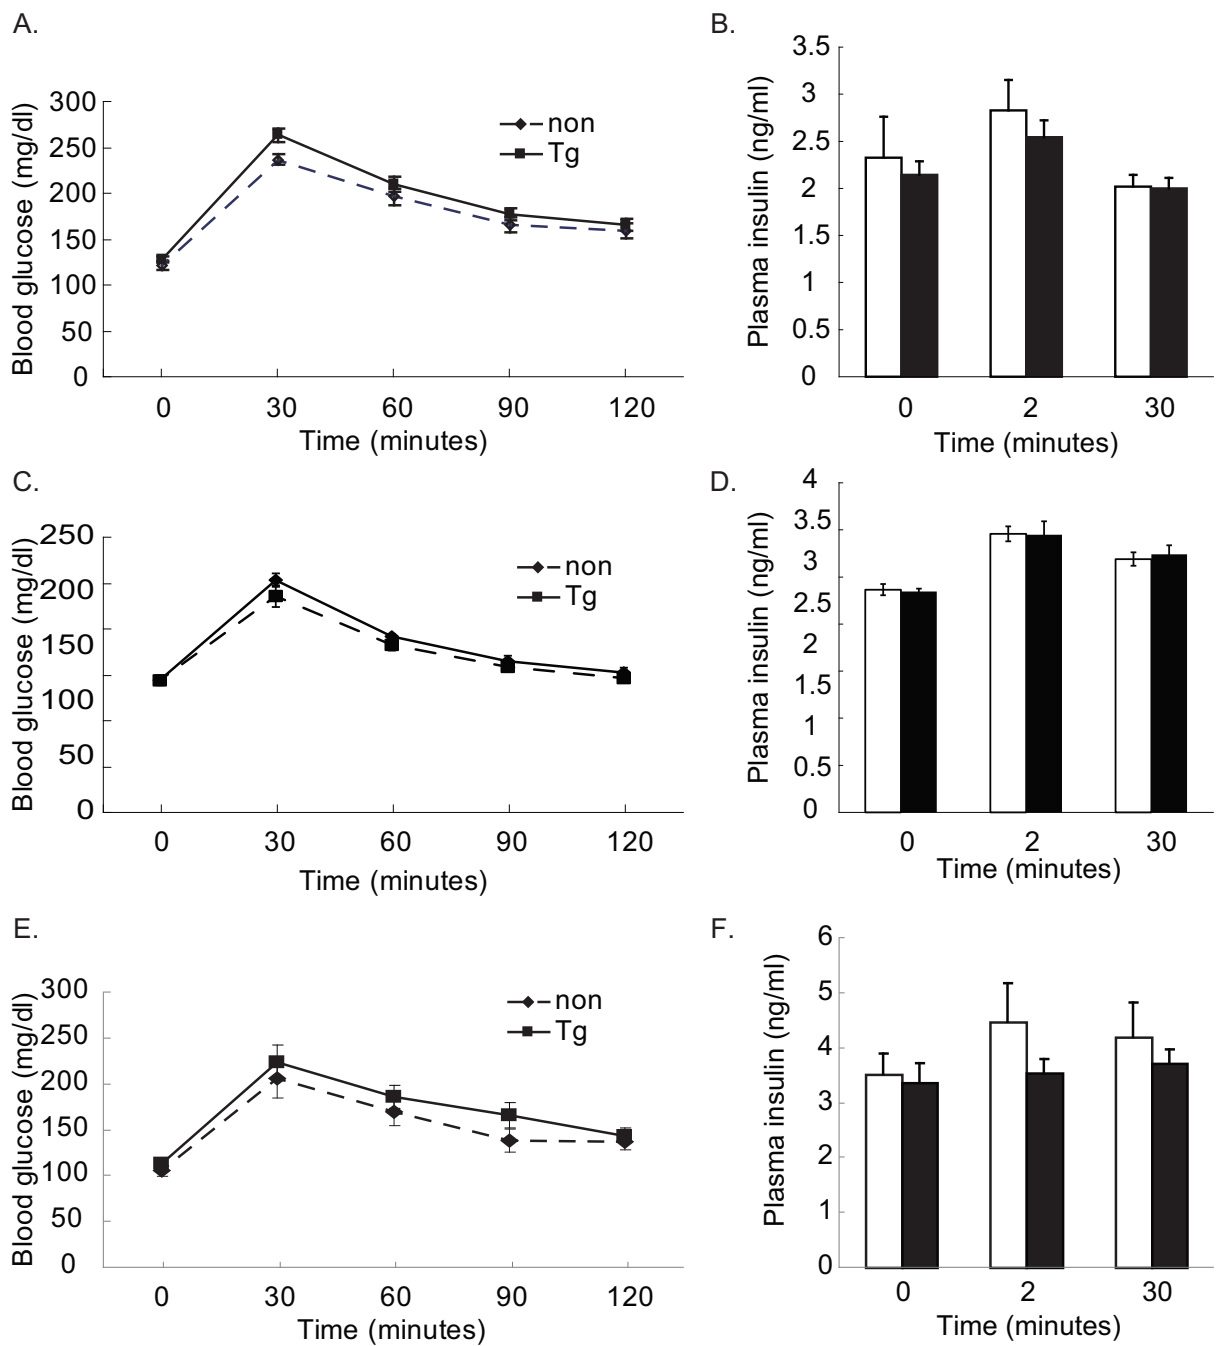 A.
Blood glucose (mg/dl)
300
250
200
150
100
50
0
non
Tg
0 30 60 90 120
Time (minutes)
B.
Plasma insulin (ng/ml)
3.5
3
2.5
2
1.5
1
0.5
0
0 2 30
Time (minutes)
C.
Blood glucose (mg/dl)
250
200
150
100
50
0
non
Tg
0 30 60 90 120
Time (minutes)
D.
Plasma insulin (ng/ml)
4
3.5
3
2.5
2
1.5
1
0.5
0
0 2 30
Time (minutes)
E.
Blood glucose (mg/dl)
300
250
200
150
100
50
0
non
Tg
0 30 60 90 120
Time (minutes)
F.
Plasma insulin (ng/ml)
6
5
4
3
2
1
0
0 2 30
Time (minutes)